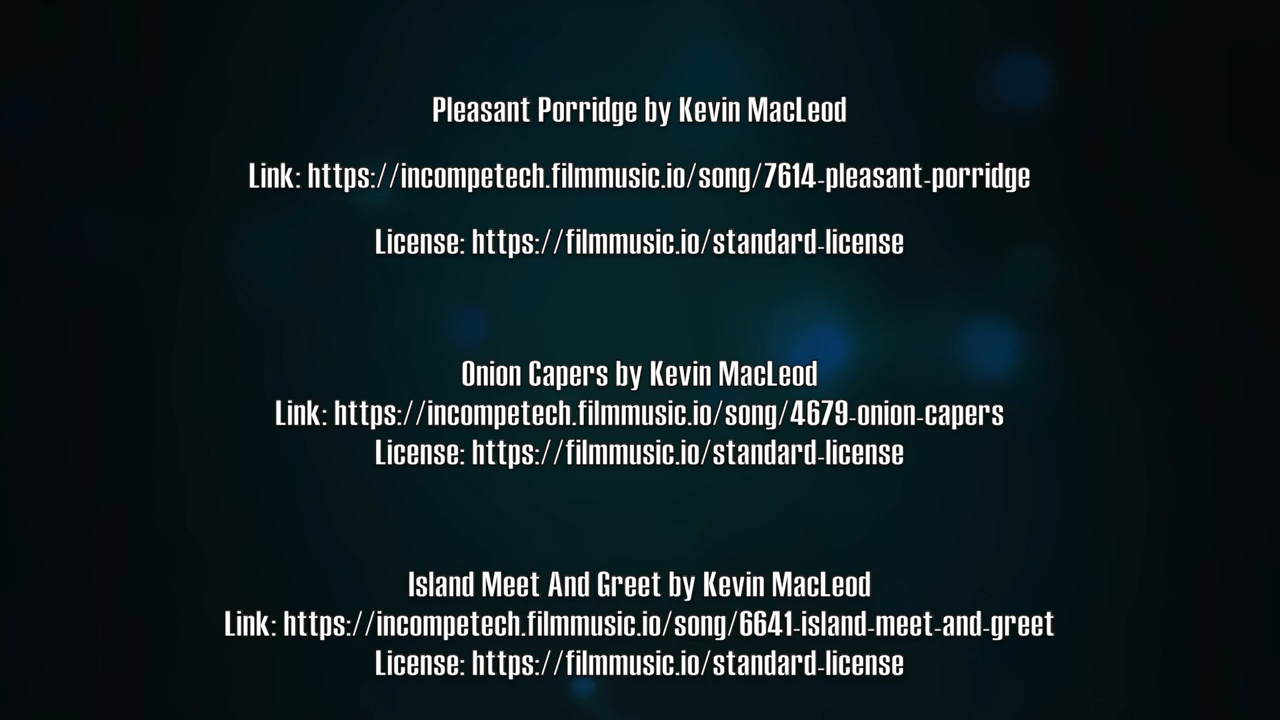 Pleasant Porridge by Kevin MacLeod
Link: https://incompetech.filmmusic.io/song/7614-pleasant-porridge
License: https://filmmusic.io/standard-license
Onion Capers by Kevin MacLeod
Link: https://incompetech.filmmusic.io/song/4679-onion-capers
License: https://filmmusic.io/standard-license
Island Meet And Greet by Kevin MacLeod
Link: https://incompetech.filmmusic.io/song/6641-island-meet-and-greet
License: https://filmmusic.io/standard-license